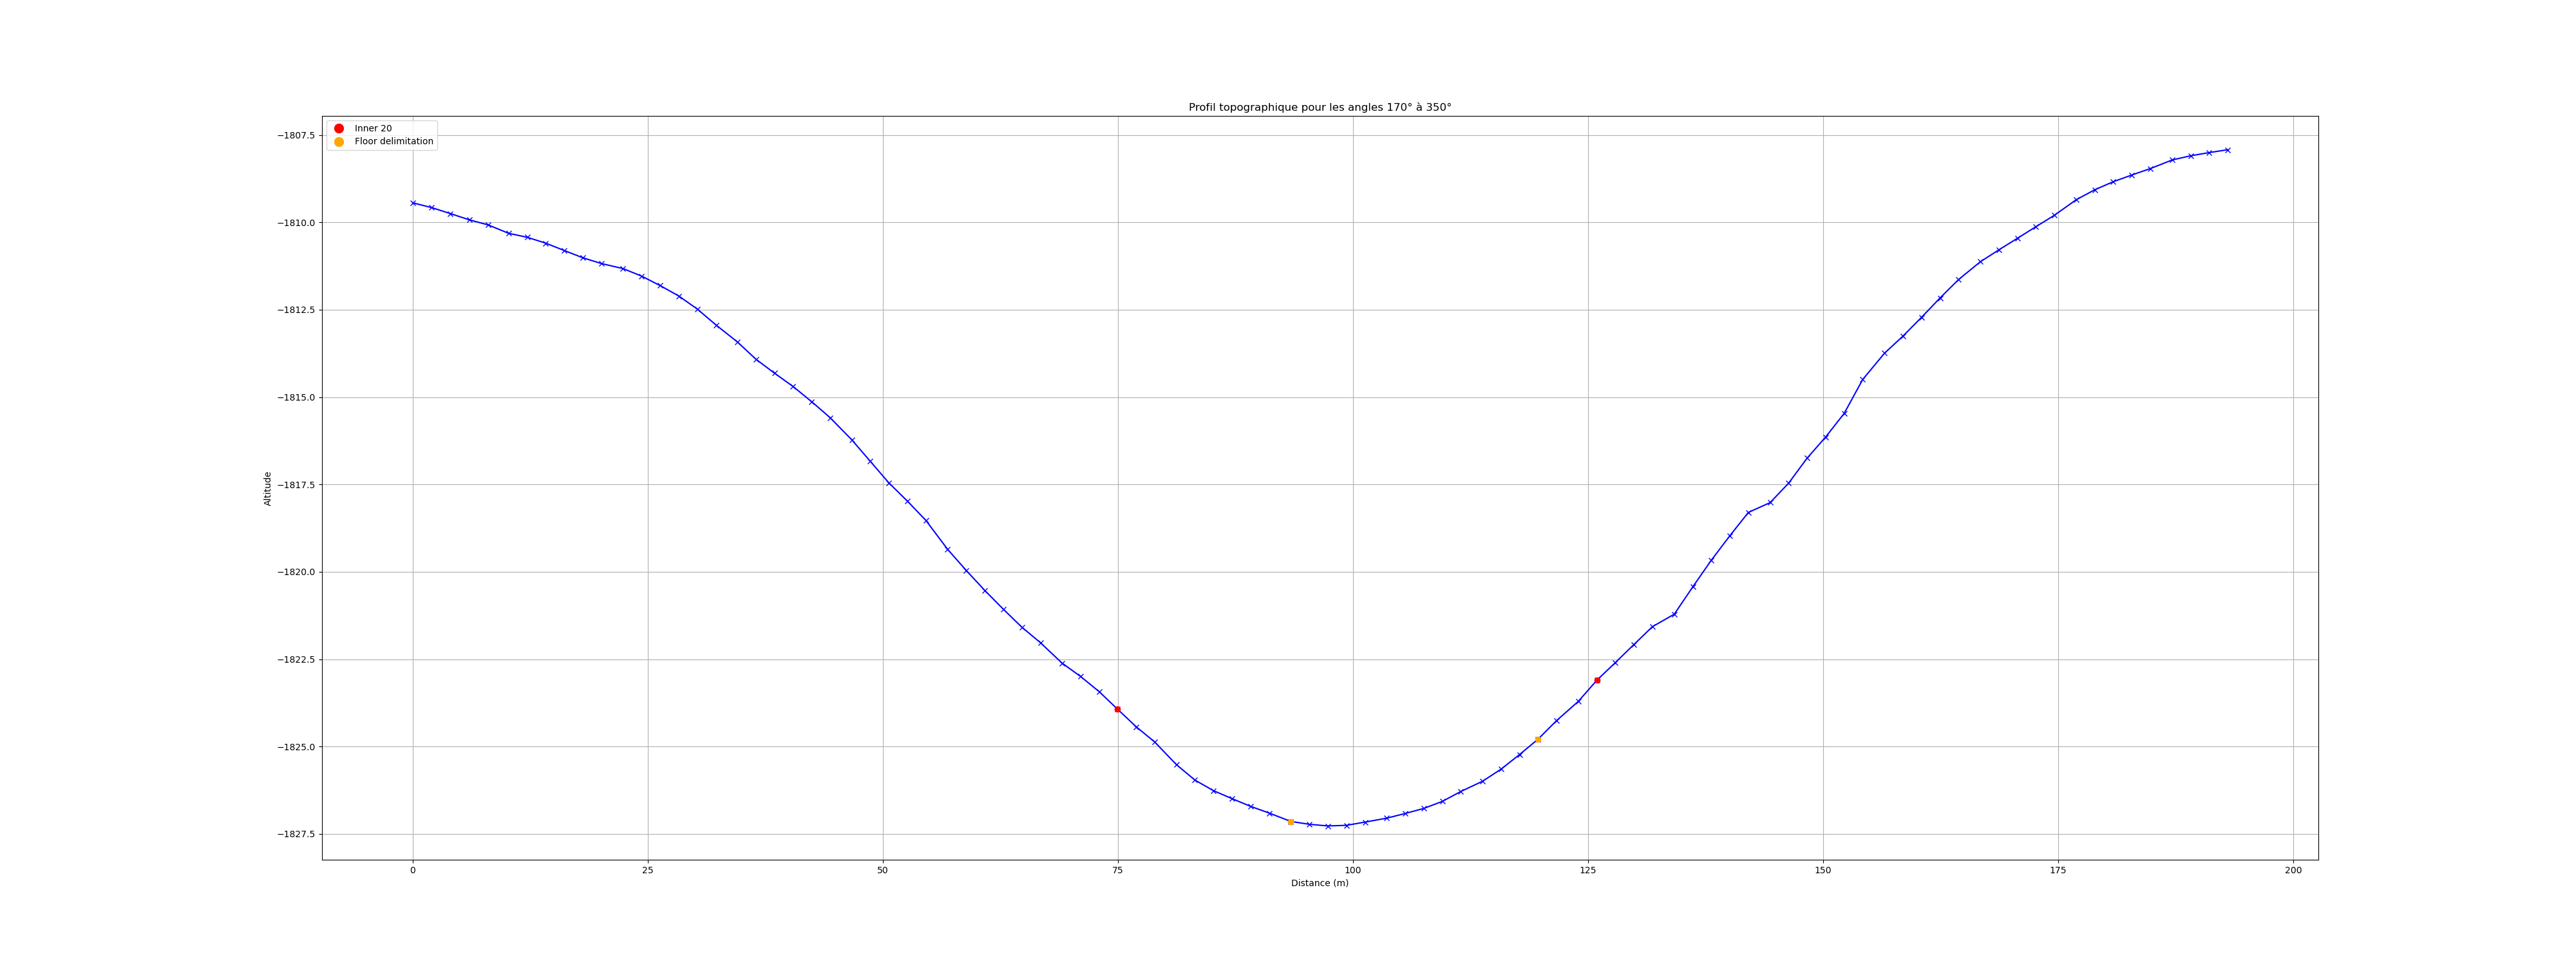 Profil topographique pour les angles 170° à 350°
Inner 20
Floor delimitation
−1807.5
−1810.0
−1812.5
−1815.0
−1817.5
−1820.0
−1822.5
−1825.0
−1827.5
Altitude
0 25 50 75 100 125 150 175 200
Distance (m)